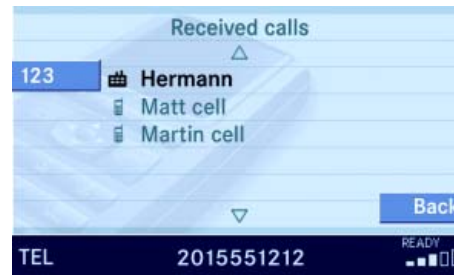 Received calls
123
Hermann
Matt cell
Martin cell
Back
TEL 2015551212 READY